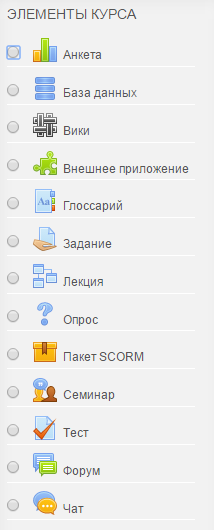 ЭЛЕМЕНТЫ КУРСА
Анкета
База данных
Вики
Внешнее приложение
Глоссарий
Задание
Лекция
Опрос
Пакет SCORM
Семинар
Тест
Форум
Чат